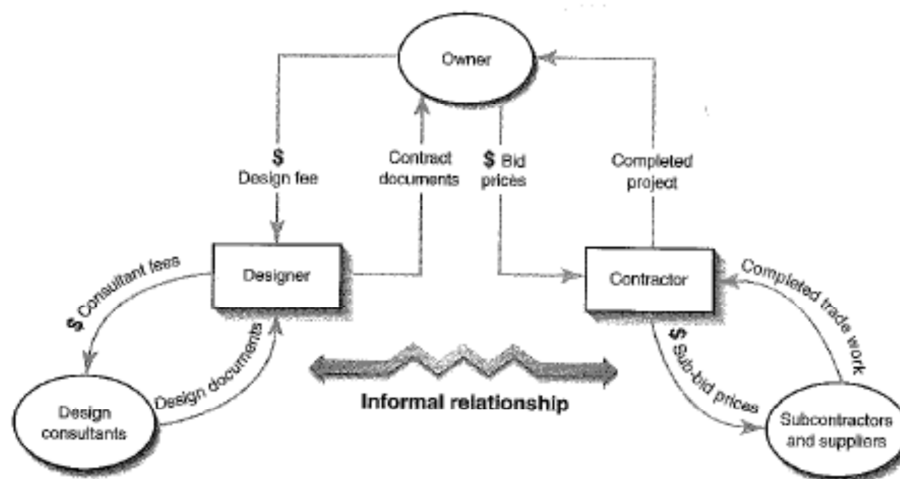 Owner
$
Design fee
Contract
documents
$ Bid
prices
Completed
project
Designer
Contractor
$ Consultant fees
Design documents
Completed trade work
$ Sub-bid prices
Informal relationship
Design
consultants
Subcontractors
and suppliers